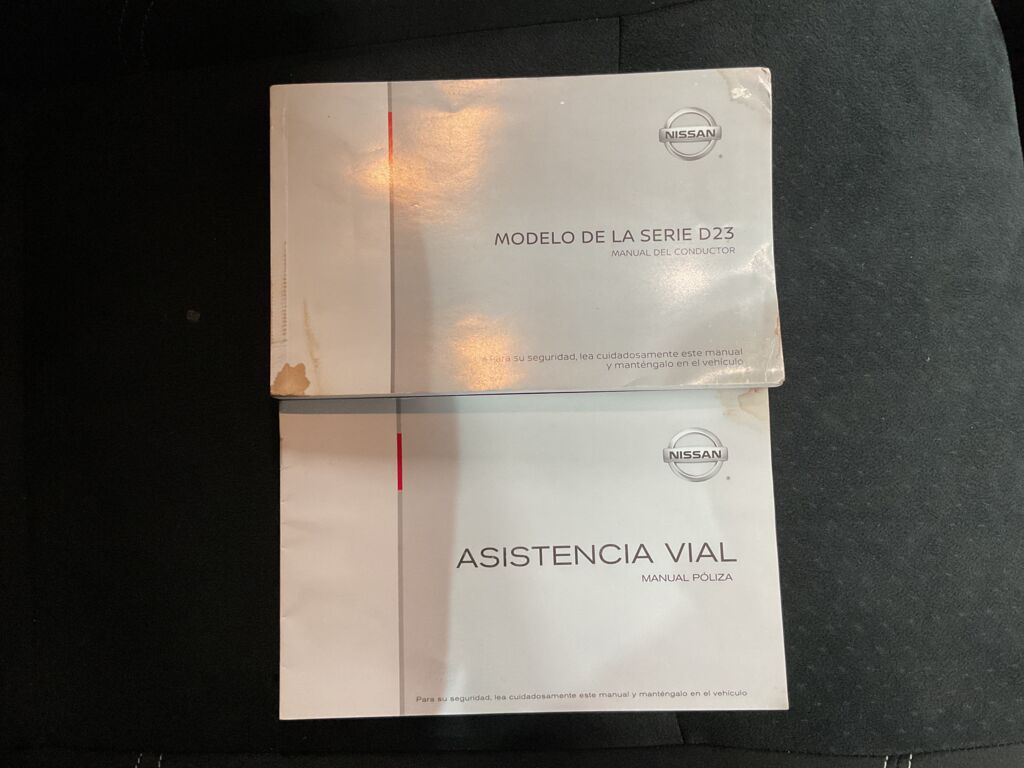 NISSAN
MODELO DE LA SERIE D23
MANUAL DEL CONDUCTOR
Para su seguridad, lea cuidadosamente este manual
y manténgalo en el vehículo
NISSAN
ASISTENCIA VIAL
MANUAL PÓLIZA
Para su seguridad, lea cuidadosamente este manual y manténgalo en el vehículo